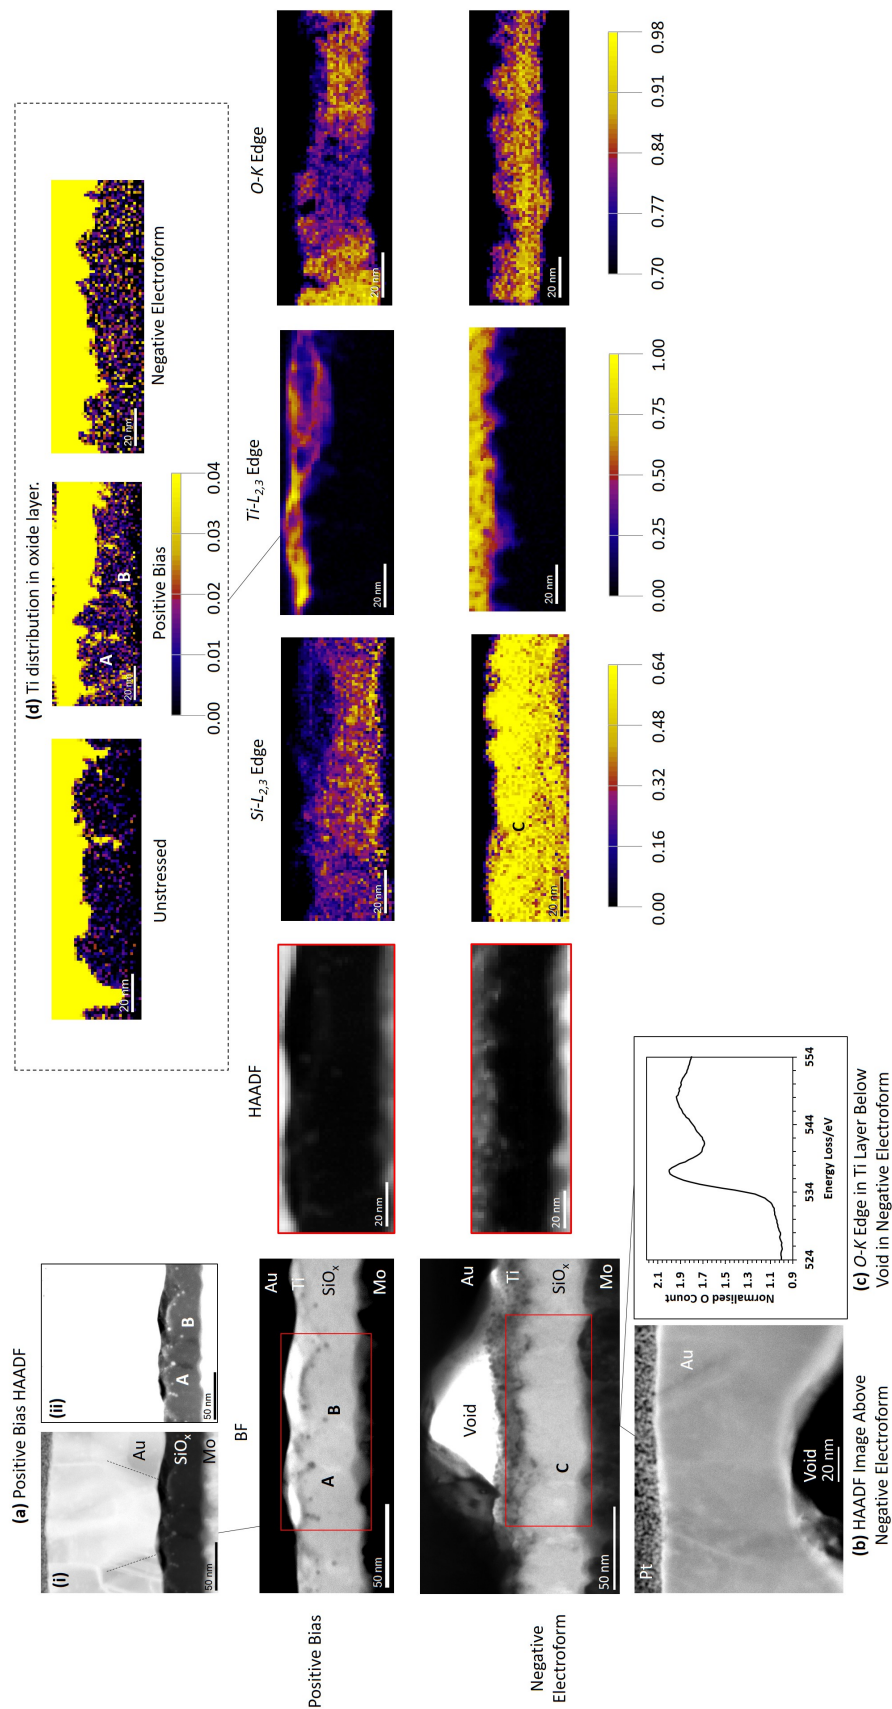 (a) Positive Bias HAADF
(i)
Au
SiOx
Mo
50 nm
(ii)
A
B
50 nm
(d) Ti distribution in oxide layer.
20 nm
Unstressed
A
B
20 nm
Positive Bias
0.00 0.01 0.02 0.03 0.04
20 nm
Negative Electroform
BF
HAADF
Si-L2,3 Edge
Ti-L2,3 Edge
O-K Edge
Positive Bias
Au
Ti
SiOx
Mo
A
B
50 nm
20 nm
20 nm
20 nm
20 nm
Negative
Electroform
Void
Au
Ti
SiOx
Mo
C
50 nm
20 nm
C
20 nm
20 nm
20 nm
0.00 0.16 0.32 0.48 0.64
0.00 0.25 0.50 0.75 1.00
0.70 0.77 0.84 0.91 0.98
Pt
Au
Void
20 nm
(b) HAADF Image Above
Negative Electroform
Normalised O Count
2.1
1.9
1.7
1.5
1.3
1.1
0.9
524 534 544 554
Energy Loss/eV
(c) O-K Edge in Ti Layer Below
Void in Negative Electroform